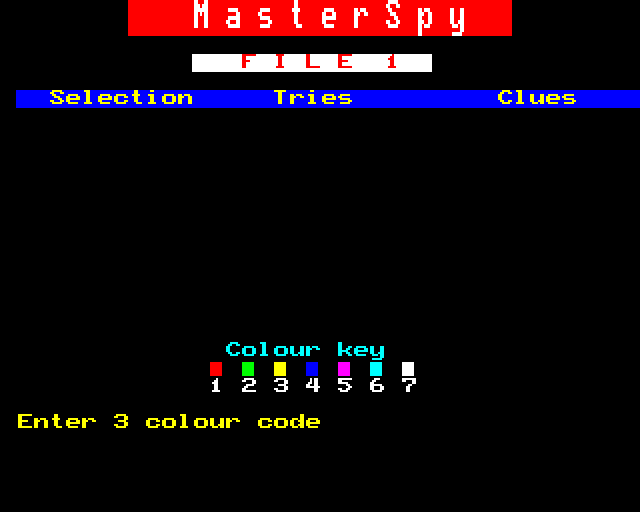 MasterSpy
FILE 1
Selection Tries Clues
Colour key
1 2 3 4 5 6 7
Enter 3 colour code